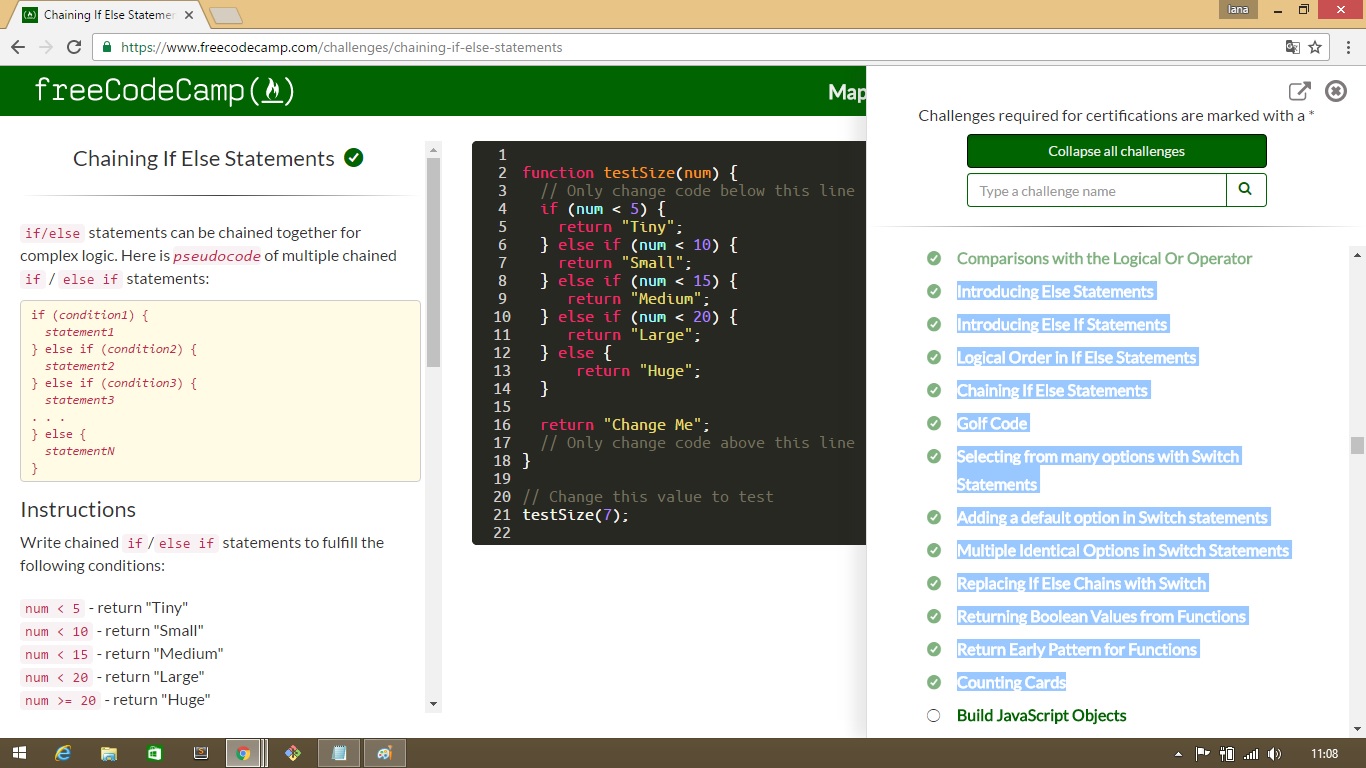 Chaining If Else Statemen
Iana
https://www.freecodecamp.com/challenges/chaining-if-else-statements
freeCodeCamp
Map
Chaining If Else Statements
if/else statements can be chained together for
complex logic. Here is pseudocode of multiple chained
if / else if statements:
if (condition1) {
statement1
} else if (condition2) {
statement2
} else if (condition3) {
statement3
. . .
} else {
statementN
}
Instructions
Write chained if / else if statements to fulfill the
following conditions:
num < 5 - return "Tiny"
num < 10 - return "Small"
num < 15 - return "Medium"
num < 20 - return "Large"
num >= 20 - return "Huge"
1
2 function testSize(num) {
3 // Only change code below this line
4 if (num < 5) {
5 return "Tiny";
6 } else if (num < 10) {
7 return "Small";
8 } else if (num < 15) {
9 return "Medium";
10 } else if (num < 20) {
11 return "Large";
12 } else {
13 return "Huge";
14 }
15
16 return "Change Me";
17 // Only change code above this line
18 }
19
20 // Change this value to test
21 testSize(7);
22
Challenges required for certifications are marked with a *
Collapse all challenges
Type a challenge name
Comparisons with the Logical Or Operator
Introducing Else Statements
Introducing Else If Statements
Logical Order in If Else Statements
Chaining If Else Statements
Golf Code
Selecting from many options with Switch
Statements
Adding a default option in Switch statements
Multiple Identical Options in Switch Statements
Replacing If Else Chains with Switch
Returning Boolean Values from Functions
Return Early Pattern for Functions
Counting Cards
Build JavaScript Objects
11:08